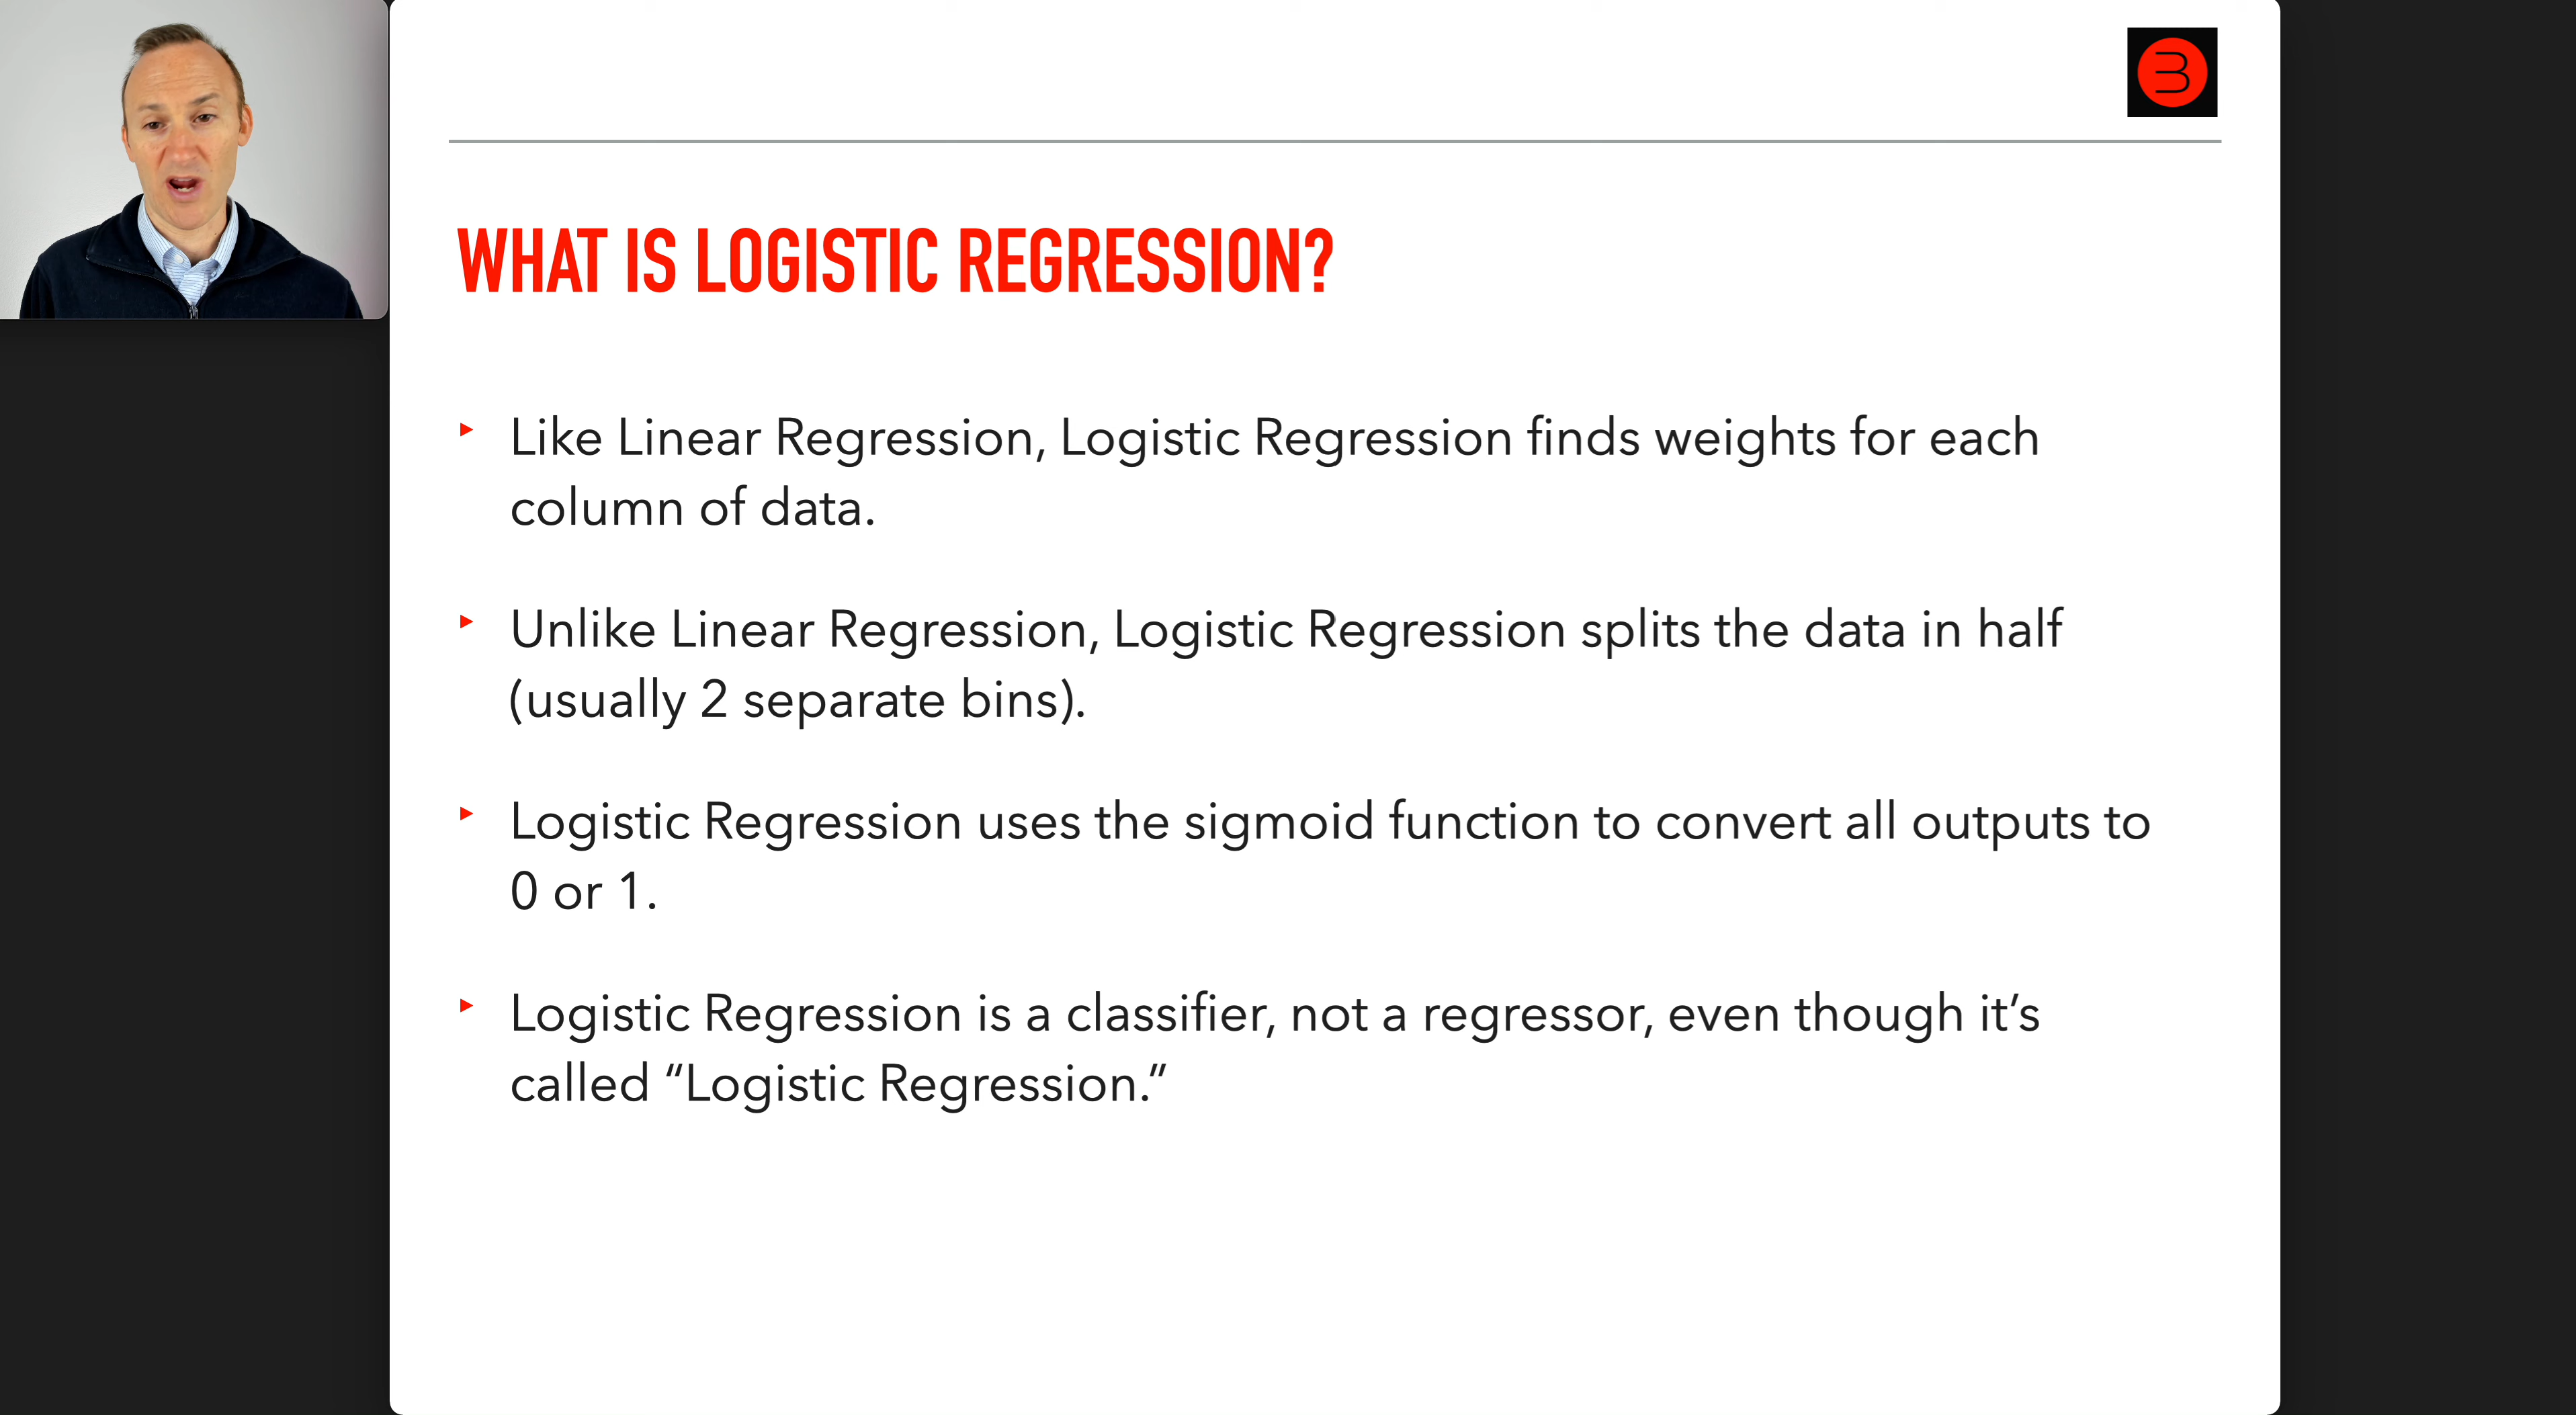 WHAT IS LOGISTIC REGRESSION?
Like Linear Regression, Logistic Regression finds weights for each
column of data.
Unlike Linear Regression, Logistic Regression splits the data in half
(usually 2 separate bins).
Logistic Regression uses the sigmoid function to convert all outputs to
0 or 1.
Logistic Regression is a classifier, not a regressor, even though it’s
called “Logistic Regression.”